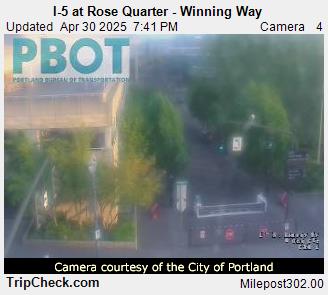 I-5 at Rose Quarter - Winning Way
Updated Apr 30 2025 7:41 PM Camera 4
PBOT
PORTLAND BUREAU OF TRANSPORTATION
Camera courtesy of the City of Portland
TripCheck.com Milepost302.00